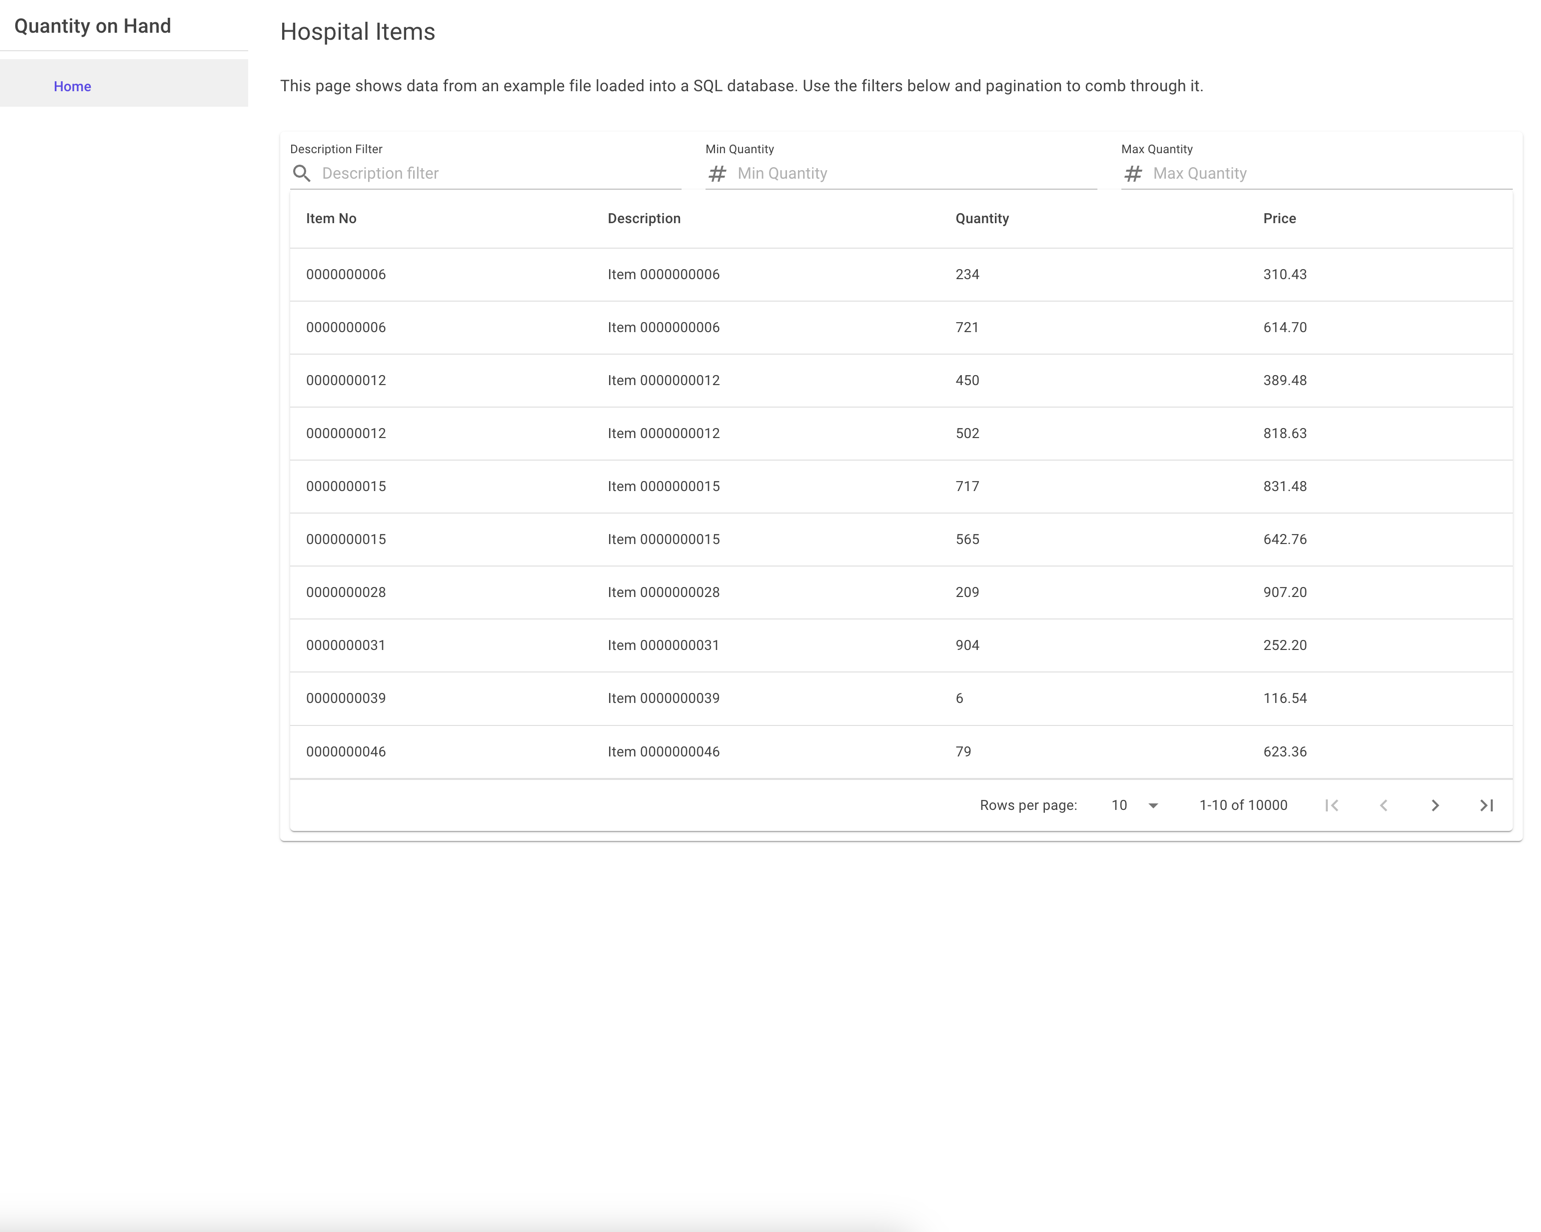 Quantity on Hand
Home
Hospital Items
This page shows data from an example file loaded into a SQL database. Use the filters below and pagination to comb through it.
Description Filter Min Quantity Max Quantity
Description filter # Min Quantity # Max Quantity
Item No Description Quantity Price
0000000006 Item 0000000006 234 310.43
0000000006 Item 0000000006 721 614.70
0000000012 Item 0000000012 450 389.48
0000000012 Item 0000000012 502 818.63
0000000015 Item 0000000015 717 831.48
0000000015 Item 0000000015 565 642.76
0000000028 Item 0000000028 209 907.20
0000000031 Item 0000000031 904 252.20
0000000039 Item 0000000039 6 116.54
0000000046 Item 0000000046 79 623.36
Rows per page: 10 1-10 of 10000